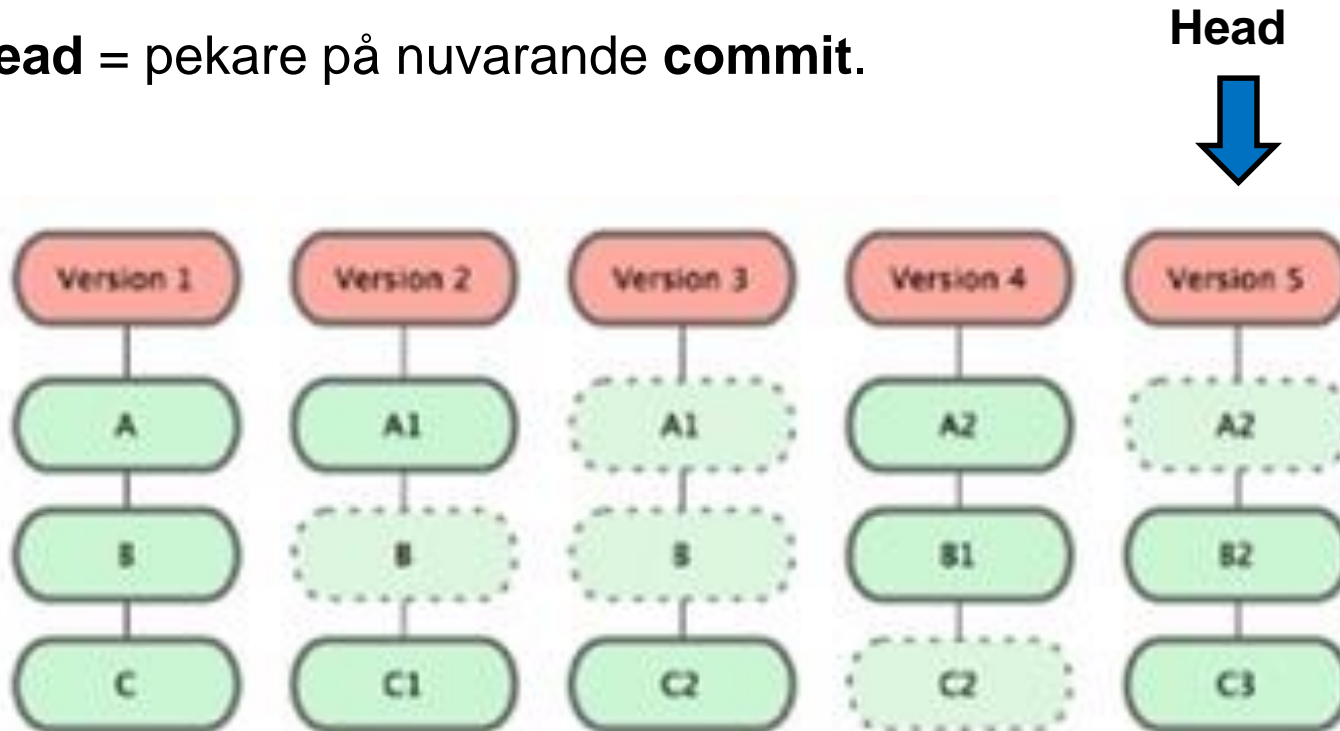 ead = pekare på nuvarande commit.
Head
Version 1 Version 2 Version 3 Version 4 Version 5
A A1 A1 A2 A2
B B B B1 B2
C C1 C2 C2 C3